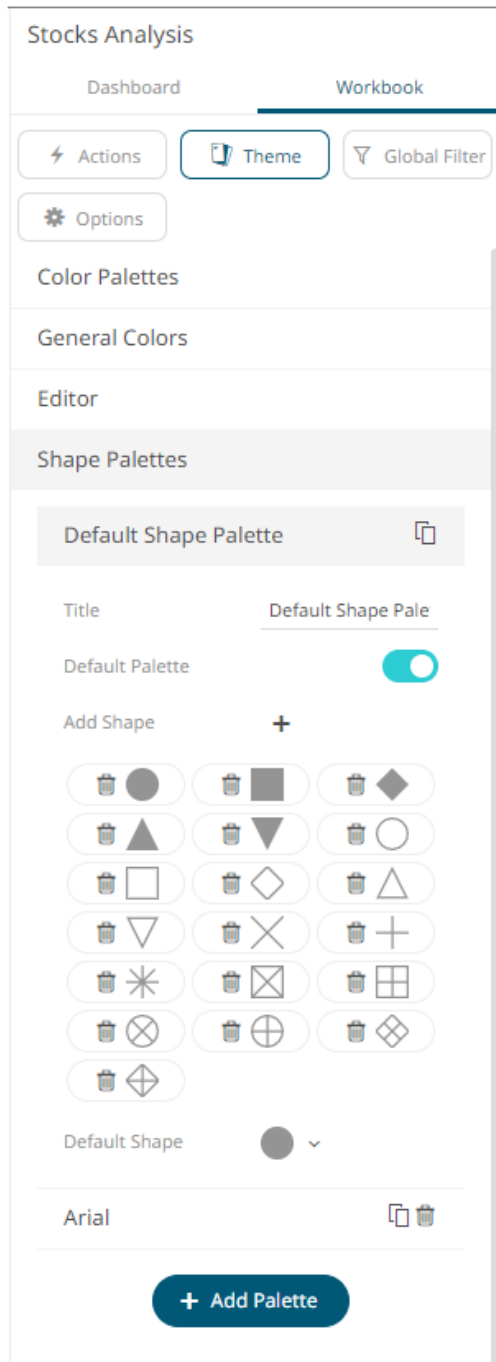 Stocks Analysis
Dashboard Workbook
Actions Theme Global Filter
Options
Color Palettes
General Colors
Editor
Shape Palettes
Default Shape Palette
Title Default Shape Pale
Default Palette
Add Shape
Default Shape
Arial
Add Palette